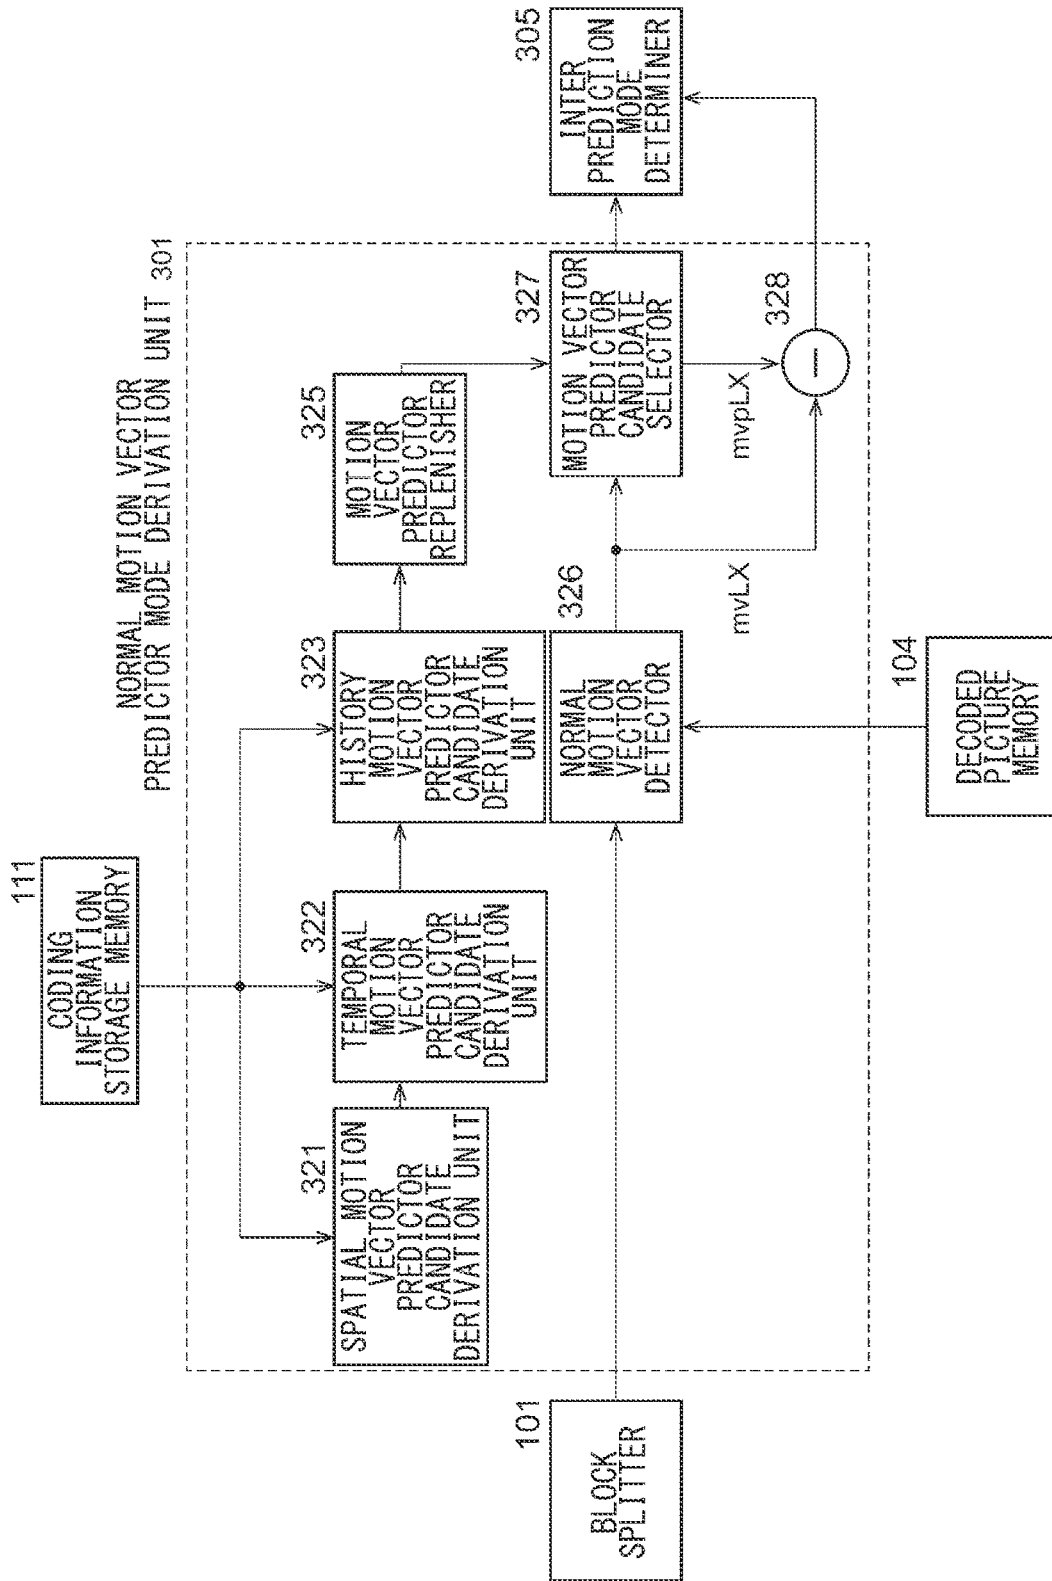 NORMAL MOTION VECTOR
PREDICTOR MODE DERIVATION UNIT 301
111
CODING
INFORMATION
STORAGE MEMORY
321
SPATIAL MOTION
VECTOR
PREDICTOR
CANDIDATE
DERIVATION UNIT
322
TEMPORAL
MOTION
VECTOR
PREDICTOR
CANDIDATE
DERIVATION
UNIT
323
HISTORY
MOTION
VECTOR
PREDICTOR
CANDIDATE
DERIVATION
UNIT
325
MOTION
VECTOR
PREDICTOR
REPLENISHER
101
BLOCK
SPLITTER
326
NORMAL
MOTION
VECTOR
DETECTOR
327
MOTION VECTOR
PREDICTOR
CANDIDATE
SELECTOR
305
INTER
PREDICTION
MODE
DETERMINER
mvLX
mvpLX
328
−
104
DECODED
PICTURE
MEMORY